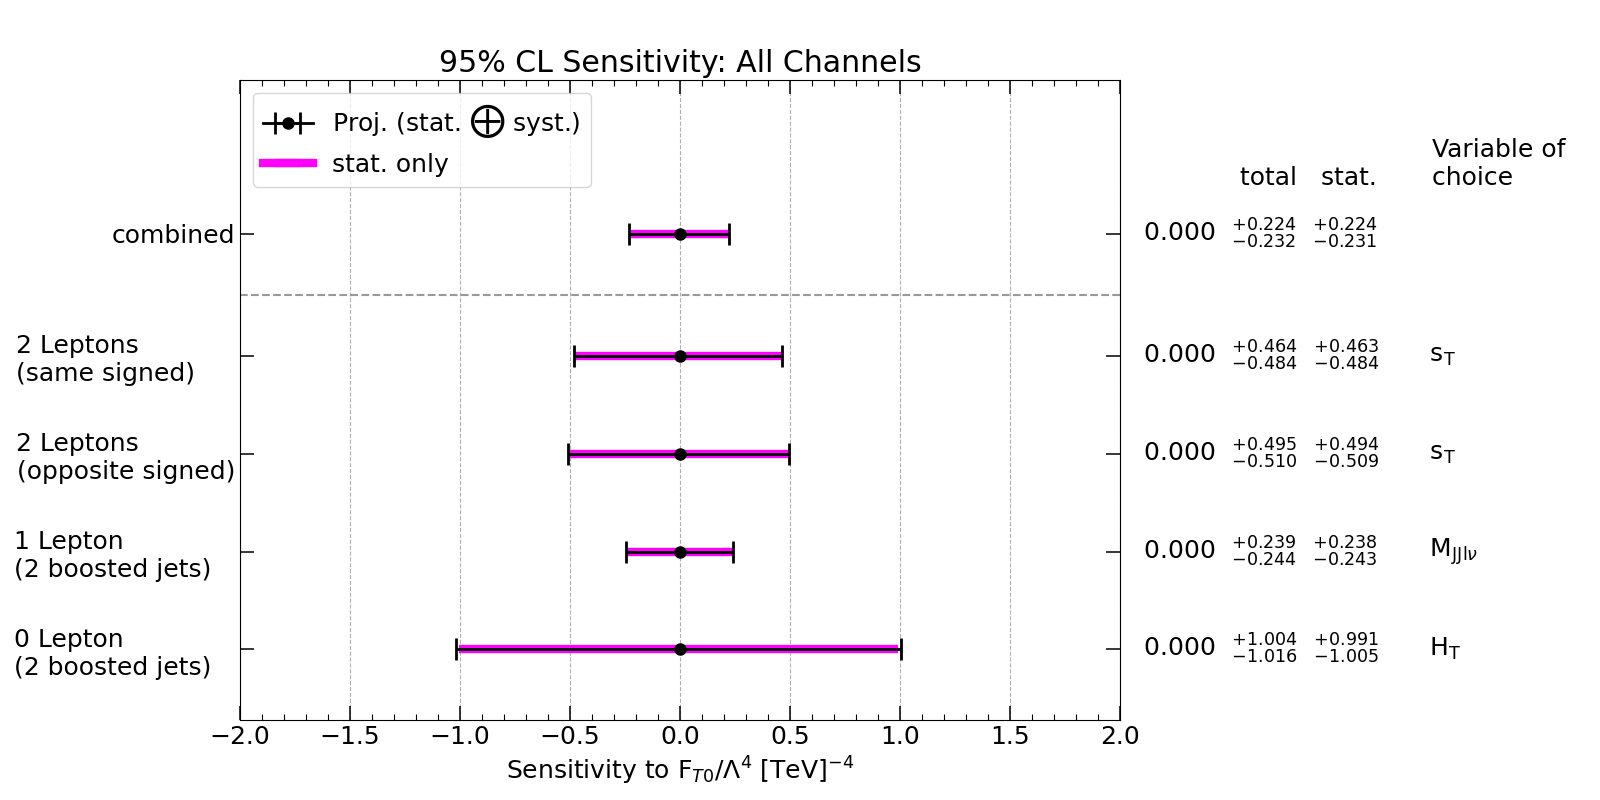 95% CL Sensitivity: All Channels
Proj. (stat. ⊕ syst.)
stat. only
Variable of
total stat. choice
combined 0.000 +0.224 −0.232 +0.224 −0.231
2 Leptons
(same signed) 0.000 +0.464 −0.484 +0.463 −0.484 s_T
2 Leptons
(opposite signed) 0.000 +0.495 −0.510 +0.494 −0.509 s_T
1 Lepton
(2 boosted jets) 0.000 +0.239 −0.244 +0.238 −0.243 M_JJlν
0 Lepton
(2 boosted jets) 0.000 +1.004 −1.016 +0.991 −1.005 H_T
−2.0 −1.5 −1.0 −0.5 0.0 0.5 1.0 1.5 2.0
Sensitivity to F_T0/Λ⁴ [TeV]⁻⁴